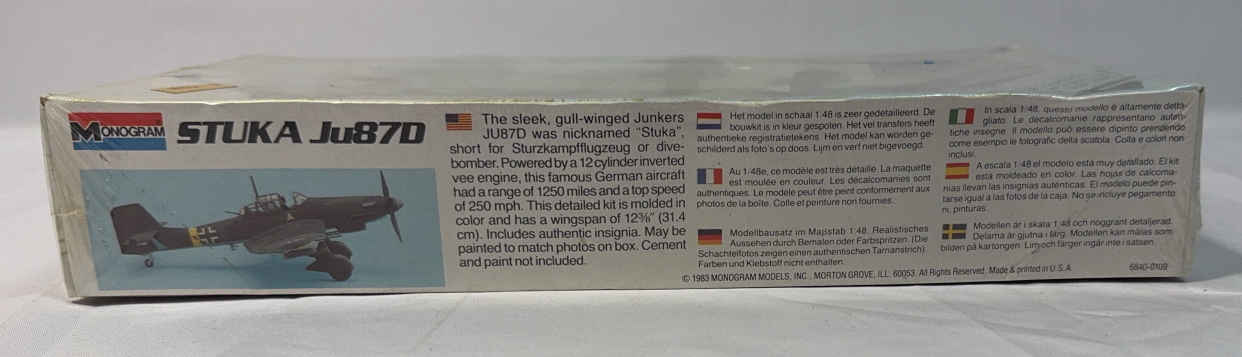 MONOGRAM
STUKA Ju87D
The sleek, gull-winged Junkers
JU87D was nicknamed "Stuka",
short for Sturzkampfflugzeug or dive-
bomber. Powered by a 12 cylinder inverted
vee engine, this famous German aircraft
had a range of 1250 miles and a top speed
of 250 mph. This detailed kit is molded in
color and has a wingspan of 12⅜" (31.4
cm). Includes authentic insignia. May be
painted to match photos on box. Cement
and paint not included.
Het model in schaal 1:48 is zeer gedetailleerd. De
bouwkit is in kleur gespoten. Het vel transfers heeft
authentieke registratietekens. Het model kan worden ge-
schilderd als foto's op doos. Lijm en verf niet bigevoegd.
Au 1/48e, ce modèle est très détaille. La maquette
est moulée en couleur. Les décalcomanies sont
authentiques. Le modèle peut être peint conformement aux
photos de la boîte. Colle et peinture non fournies.
Modellbausatz im Maßstab 1:48. Realistisches
Aussehen durch Bemalen oder Farbspritzen. (Die
Schachtelfotos zeigen einen authentischen Tarnanstrich).
Farben und Klebstoff nicht enthalten.
In scala 1:48, questo modello è altamente detta-
gliato. Le decalcomanie rappresentano auten-
tiche insegne. Il modello può essere dipinto prendendo
come esempio le fotografie della scatola. Colla e colori non
inclusi.
A escala 1:48 el modelo está muy detallado. El kit
está moldeado en color. Las hojas de calcoma-
nias llevan las insignias auténticas. El modelo puede pin-
tarse igual a las fotos de la caja. No se incluye pegamento
ni, pinturas.
Modellen är i skala 1:48 och noggrant detaljerad.
Delarna är gjutna i färg. Modellen kan målas som
bilden på kartongen. Lim och färger ingår inte i satsen.
© 1983 MONOGRAM MODELS, INC., MORTON GROVE, ILL. 60053. All Rights Reserved. Made & printed in U.S.A.
6840-0109